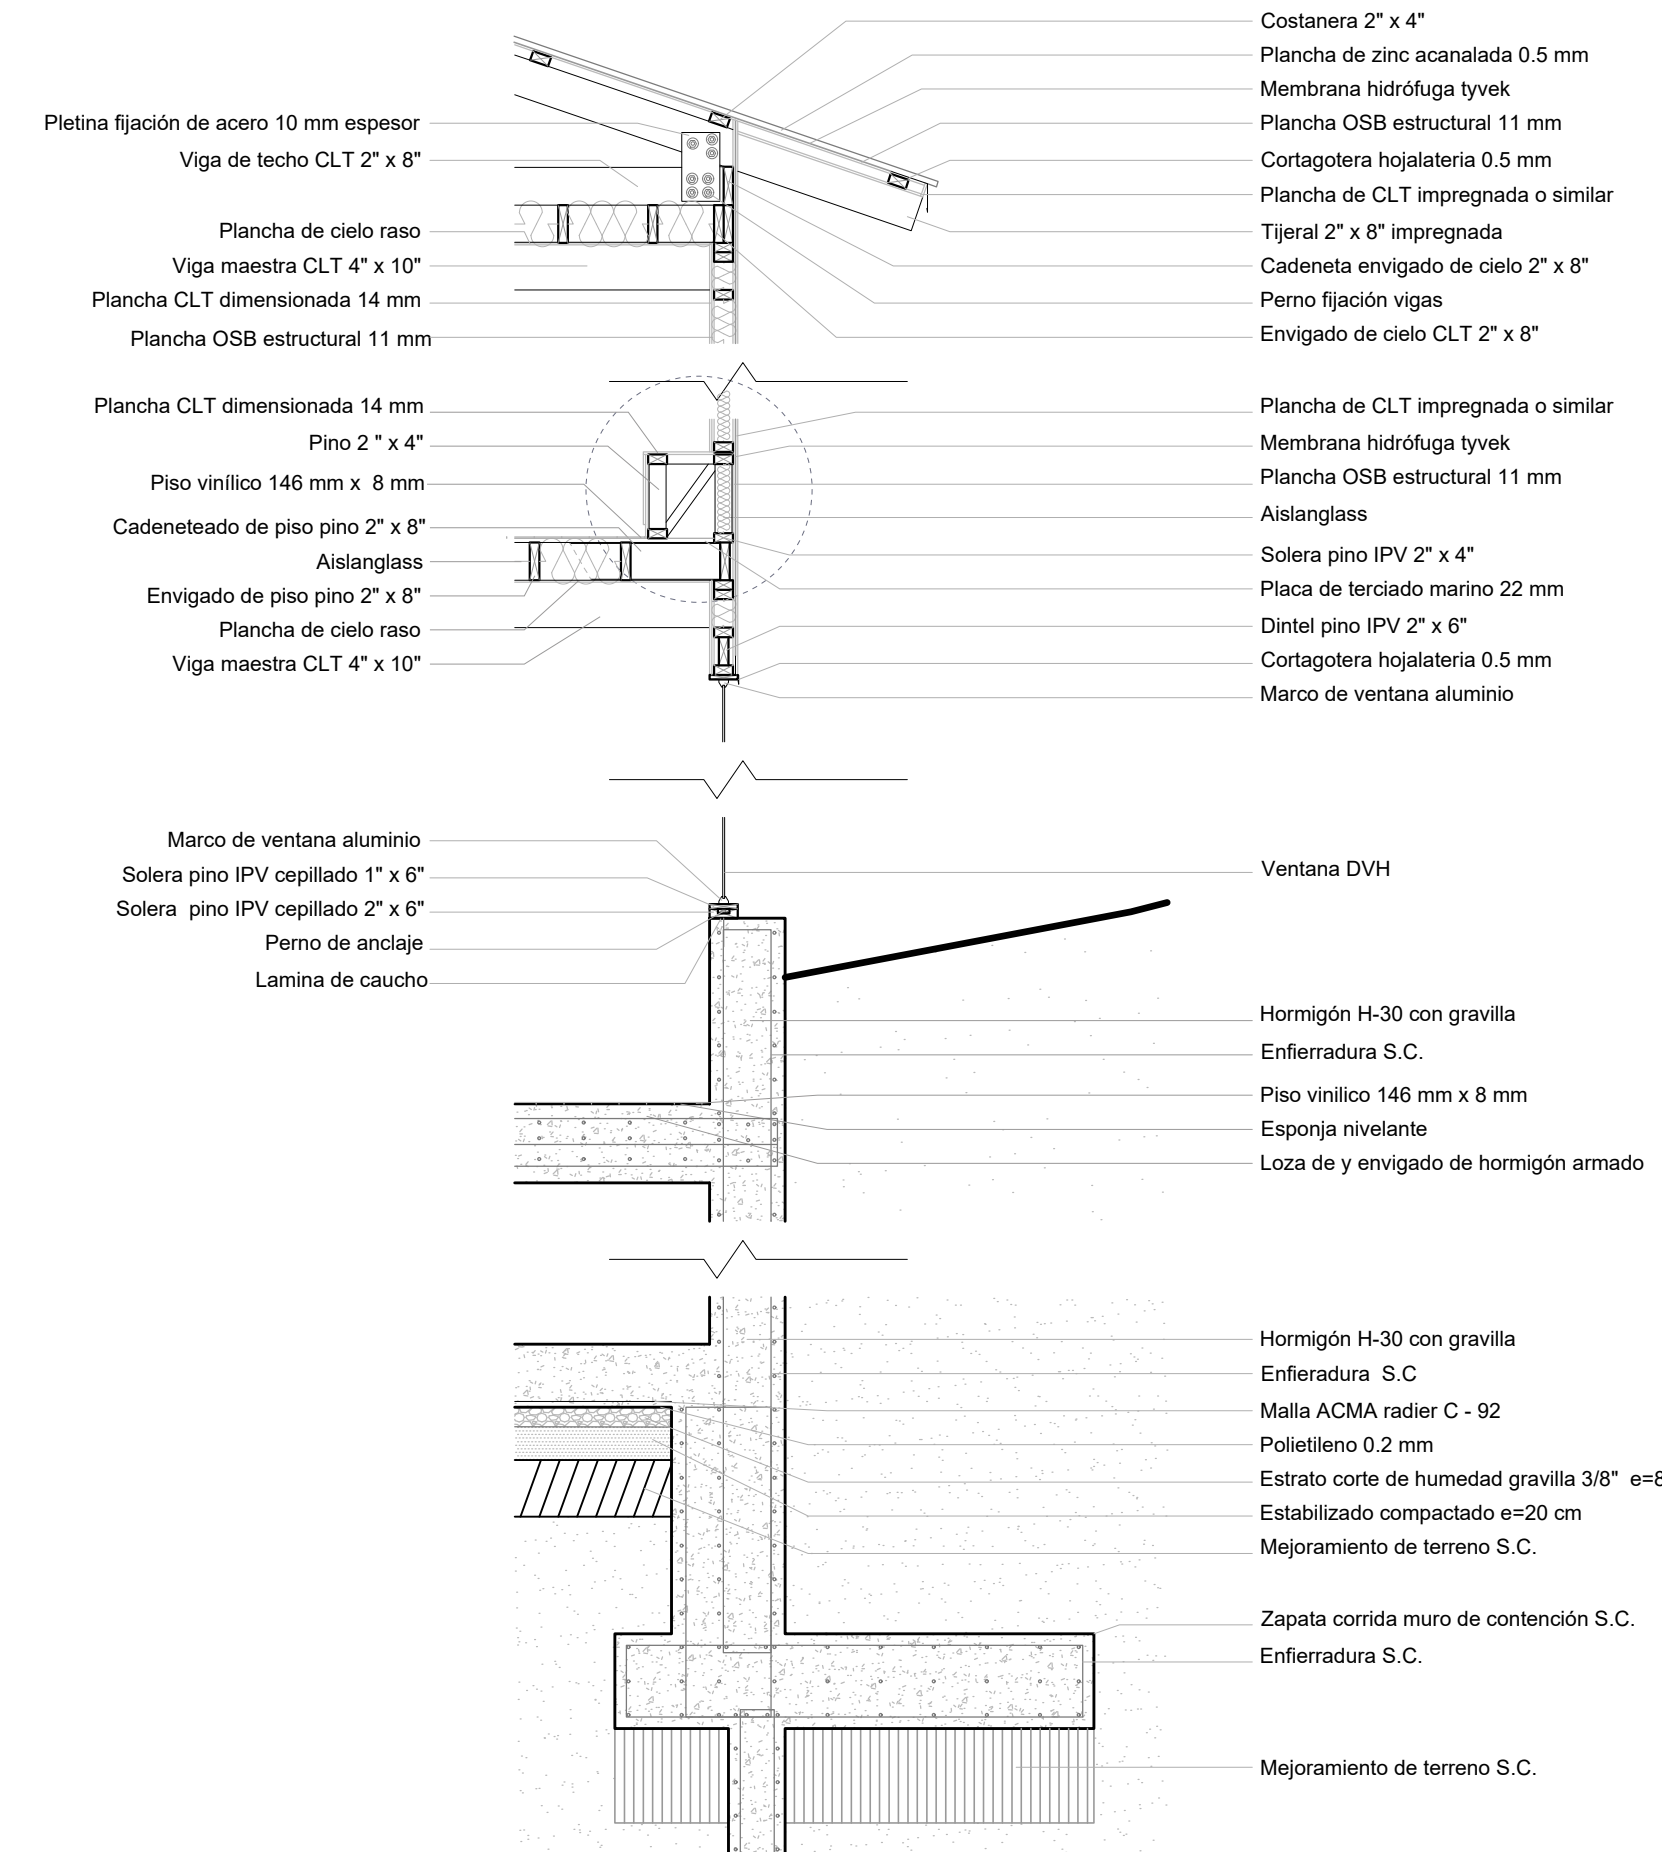 Costanera 2" x 4"
Plancha de zinc acanalada 0.5 mm
Membrana hidrófuga tyvek
Plancha OSB estructural 11 mm
Cortagotera hojalateria 0.5 mm
Plancha de CLT impregnada o similar
Tijeral 2" x 8" impregnada
Cadeneta envigado de cielo 2" x 8"
Perno fijación vigas
Envigado de cielo CLT 2" x 8"
Pletina fijación de acero 10 mm espesor
Viga de techo CLT 2" x 8"
Plancha de cielo raso
Viga maestra CLT 4" x 10"
Plancha CLT dimensionada 14 mm
Plancha OSB estructural 11 mm
Plancha CLT dimensionada 14 mm
Pino 2 " x 4"
Piso vinílico 146 mm x  8 mm
Cadeneteado de piso pino 2" x 8"
Aislanglass
Envigado de piso pino 2" x 8"
Plancha de cielo raso
Viga maestra CLT 4" x 10"
Plancha de CLT impregnada o similar
Membrana hidrófuga tyvek
Plancha OSB estructural 11 mm
Aislanglass
Solera pino IPV 2" x 4"
Placa de terciado marino 22 mm
Dintel pino IPV 2" x 6"
Cortagotera hojalateria 0.5 mm
Marco de ventana aluminio
Marco de ventana aluminio
Solera pino IPV cepillado 1" x 6"
Solera  pino IPV cepillado 2" x 6"
Perno de anclaje
Lamina de caucho
Ventana DVH
Hormigón H-30 con gravilla
Enfierradura S.C.
Piso vinilico 146 mm x 8 mm
Esponja nivelante
Loza de y envigado de hormigón armado
Hormigón H-30 con gravilla
Enfieradura  S.C
Malla ACMA radier C - 92
Polietileno 0.2 mm
Estrato corte de humedad gravilla 3/8"  e=8
Estabilizado compactado e=20 cm
Mejoramiento de terreno S.C.
Zapata corrida muro de contención S.C.
Enfierradura S.C.
Mejoramiento de terreno S.C.